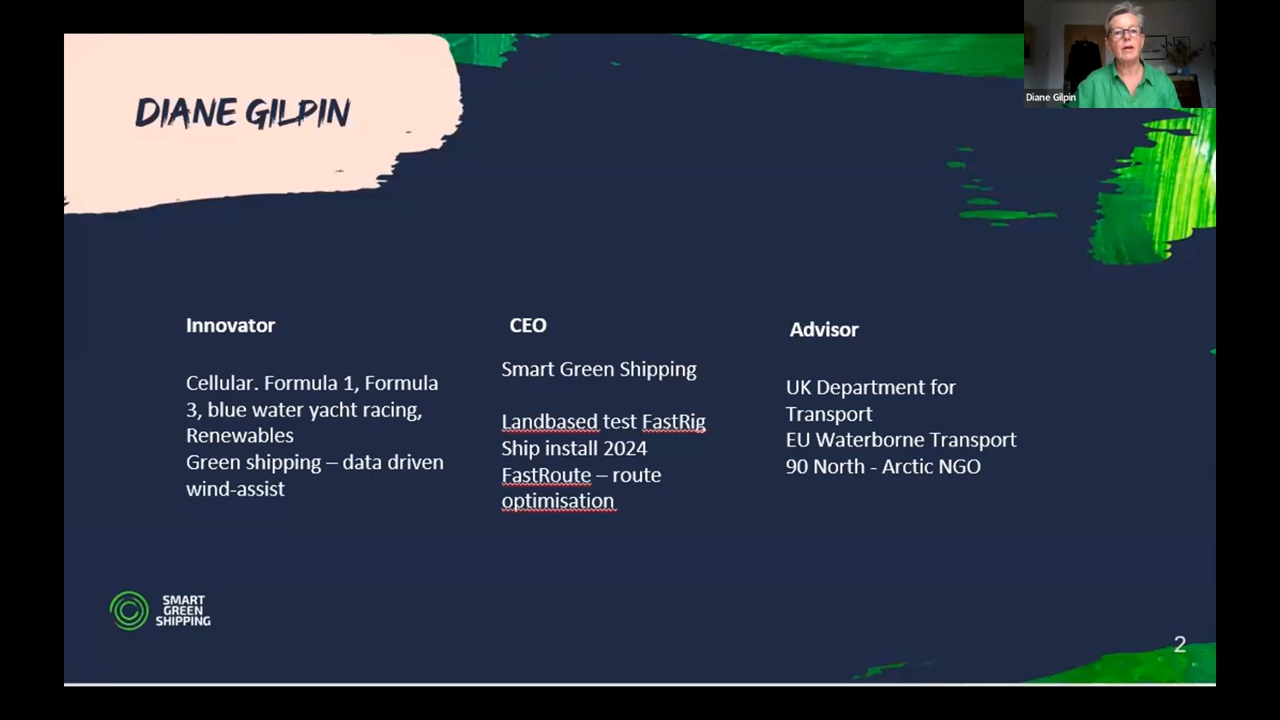 DIANE GILPIN
Diane Gilpin
Innovator
Cellular. Formula 1, Formula
3, blue water yacht racing,
Renewables
Green shipping – data driven
wind-assist
CEO
Smart Green Shipping
Landbased test FastRig
Ship install 2024
FastRoute – route
optimisation
Advisor
UK Department for
Transport
EU Waterborne Transport
90 North - Arctic NGO
SMART
GREEN
SHIPPING
2